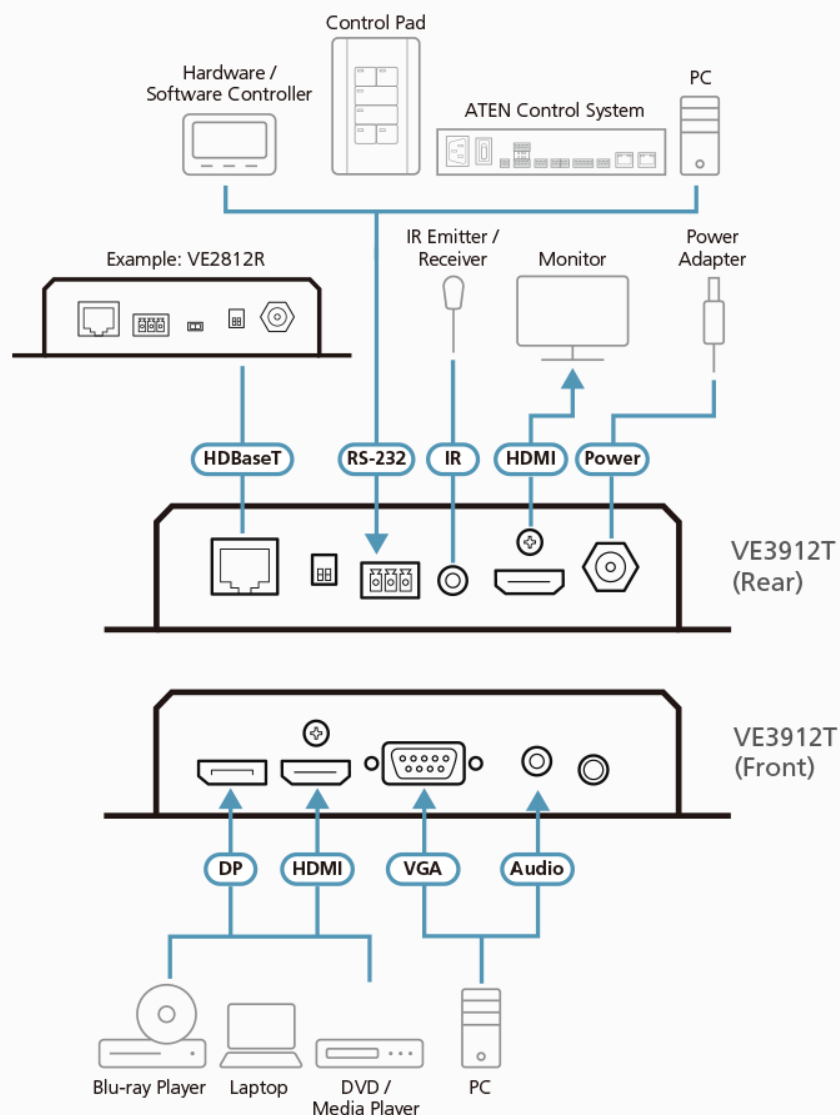 Control Pad
Hardware /
Software Controller
ATEN Control System
PC
Example: VE2812R
IR Emitter /
Receiver
Monitor
Power
Adapter
HDBaseT
RS-232
IR
HDMI
Power
VE3912T
(Rear)
VE3912T
(Front)
DP
HDMI
VGA
Audio
Blu-ray Player
Laptop
DVD /
Media Player
PC